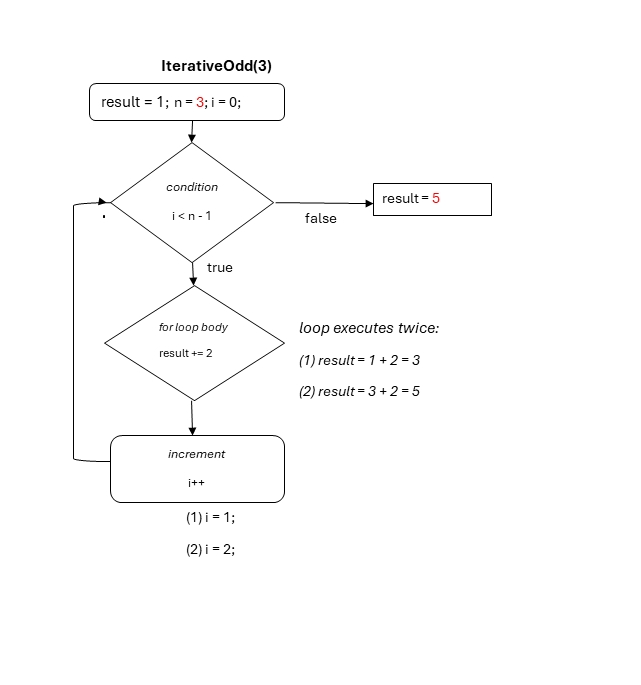 IterativeOdd(3)
result = 1; n = 3; i = 0;
condition
i < n - 1
result = 5
false
true
for loop body
result += 2
loop executes twice:
(1) result = 1 + 2 = 3
(2) result = 3 + 2 = 5
increment
i++
(1) i = 1;
(2) i = 2;